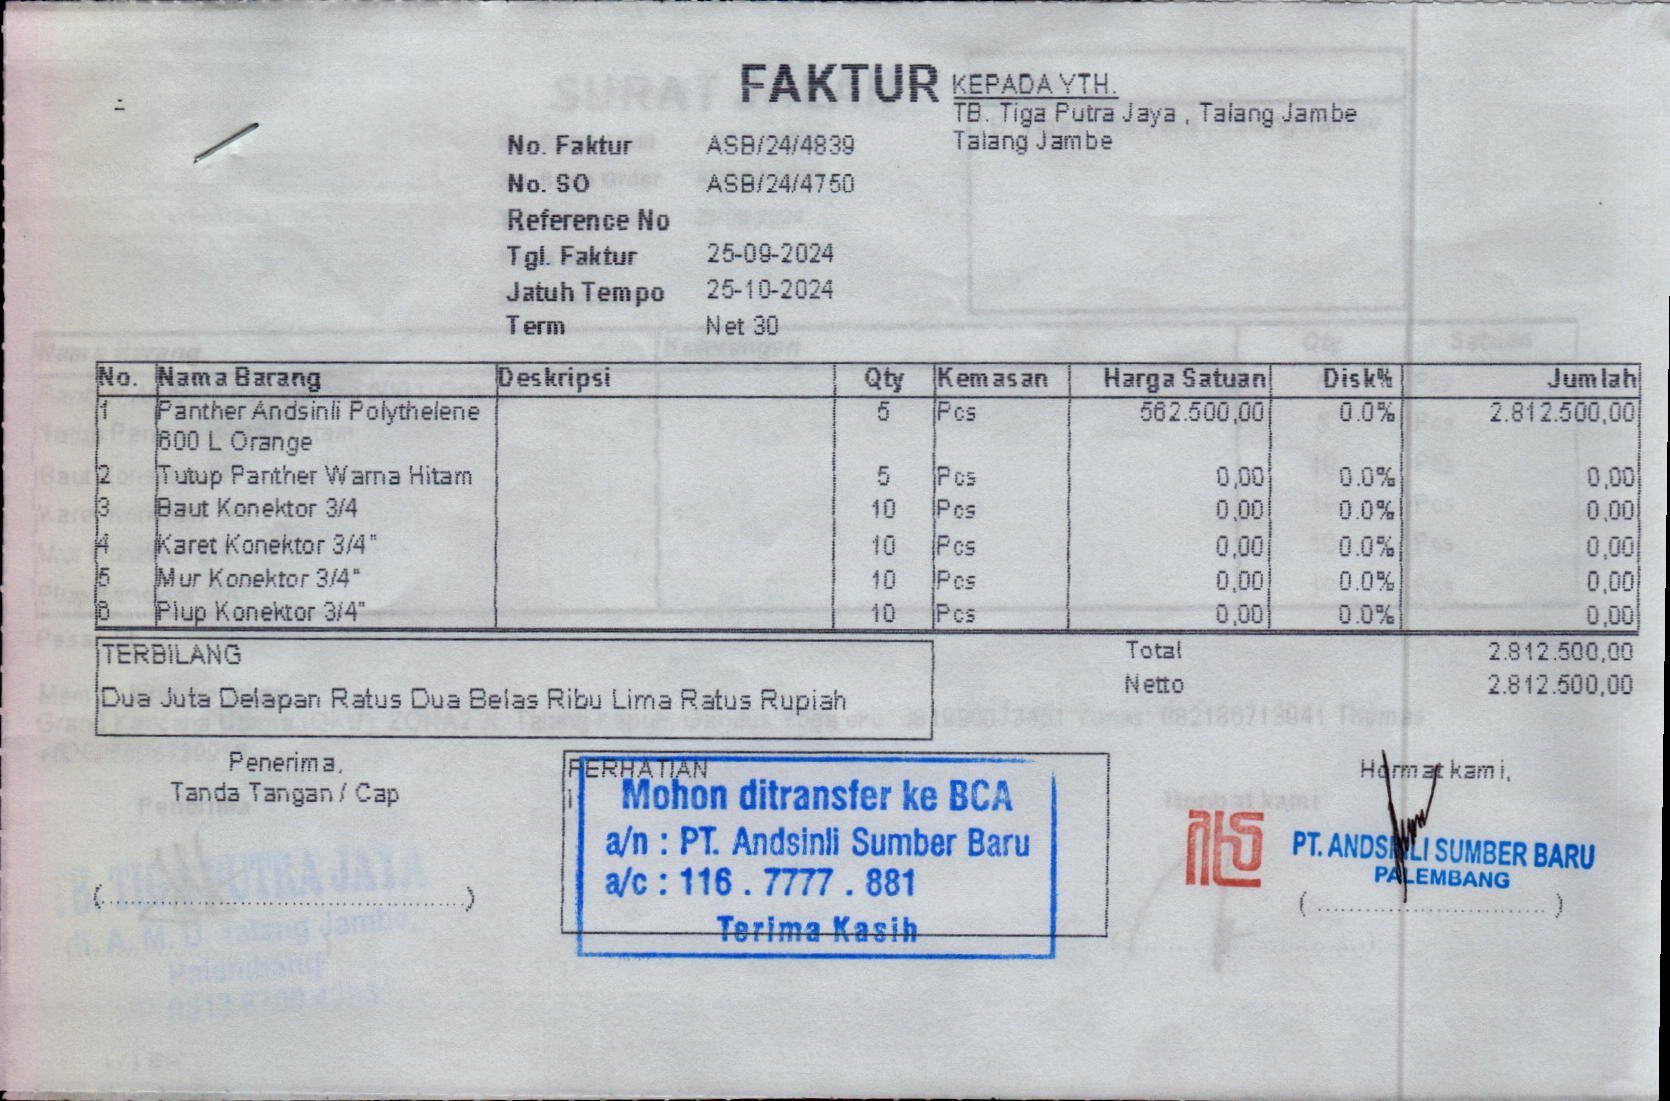 FAKTUR
KEPADA YTH.
TB. Tiga Putra Jaya , Talang Jambe
Talang Jambe
No. Faktur ASB/24/4839
No. SO ASB/24/4750
Reference No
Tgl. Faktur 25-09-2024
Jatuh Tempo 25-10-2024
Term Net 30
No. Nama Barang Deskripsi Qty Kemasan Harga Satuan Disk% Jumlah
1 Panther Andsinli Polythelene 5 Pcs 562.500,00 0.0% 2.812.500,00
600 L Orange
2 Tutup Panther Warna Hitam 5 Pcs 0,00 0.0% 0,00
3 Baut Konektor 3/4 10 Pcs 0,00 0.0% 0,00
4 Karet Konektor 3/4" 10 Pcs 0,00 0.0% 0,00
5 Mur Konektor 3/4" 10 Pcs 0,00 0.0% 0,00
6 Plup Konektor 3/4" 10 Pcs 0,00 0.0% 0,00
TERBILANG
Dua Juta Delapan Ratus Dua Belas Ribu Lima Ratus Rupiah
Total 2.812.500,00
Netto 2.812.500,00
Penerima,
Tanda Tangan / Cap
(..........................................)
PERHATIAN
Mohon ditransfer ke BCA
a/n : PT. Andsinli Sumber Baru
a/c : 116 . 7777 . 881
Terima Kasih
Hormat kami,
PT. ANDSINLI SUMBER BARU
PALEMBANG
(..........................)